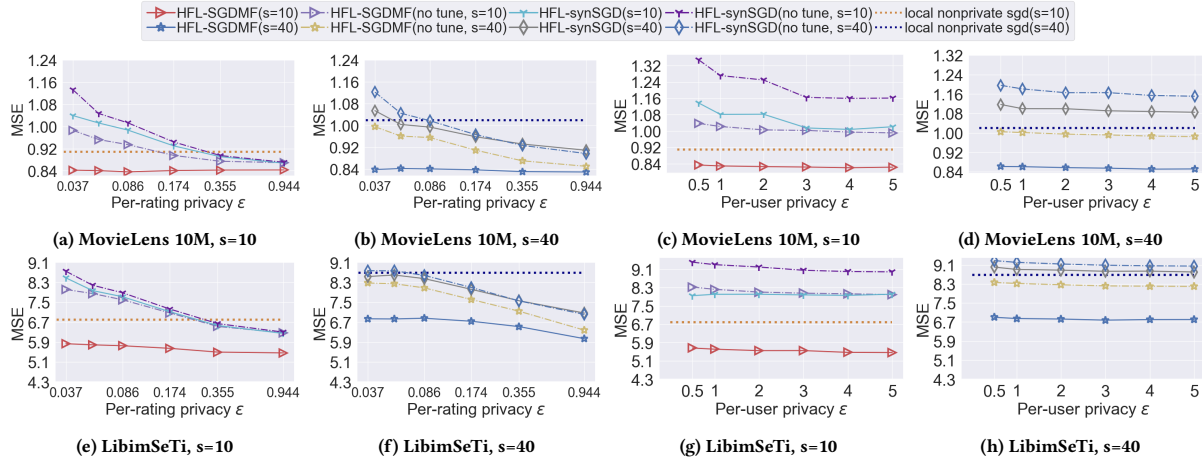 HFL-SGDMF(s=10) HFL-SGDMF(no tune, s=10) HFL-synSGD(s=10) HFL-synSGD(no tune, s=10) local nonprivate sgd(s=10)
HFL-SGDMF(s=40) HFL-SGDMF(no tune, s=40) HFL-synSGD(s=40) HFL-synSGD(no tune, s=40) local nonprivate sgd(s=40)
MSE
1.24
1.16
1.08
1.00
0.92
0.84
0.037 0.086 0.174 0.355 0.944
Per-rating privacy ε
(a) MovieLens 10M, s=10
MSE
1.24
1.16
1.08
1.00
0.92
0.84
0.037 0.086 0.174 0.355 0.944
Per-rating privacy ε
(b) MovieLens 10M, s=40
MSE
1.32
1.24
1.16
1.08
1.00
0.92
0.84
0.5 1 2 3 4 5
Per-user privacy ε
(c) MovieLens 10M, s=10
MSE
1.32
1.24
1.16
1.08
1.00
0.92
0.84
0.5 1 2 3 4 5
Per-user privacy ε
(d) MovieLens 10M, s=40
MSE
9.1
8.3
7.5
6.7
5.9
5.1
4.3
0.037 0.086 0.174 0.355 0.944
Per-rating privacy ε
(e) LibimSeTi, s=10
MSE
9.1
8.3
7.5
6.7
5.9
5.1
4.3
0.037 0.086 0.174 0.355 0.944
Per-rating privacy ε
(f) LibimSeTi, s=40
MSE
9.1
8.3
7.5
6.7
5.9
5.1
4.3
0.5 1 2 3 4 5
Per-user privacy ε
(g) LibimSeTi, s=10
MSE
9.1
8.3
7.5
6.7
5.9
5.1
4.3
0.5 1 2 3 4 5
Per-user privacy ε
(h) LibimSeTi, s=40